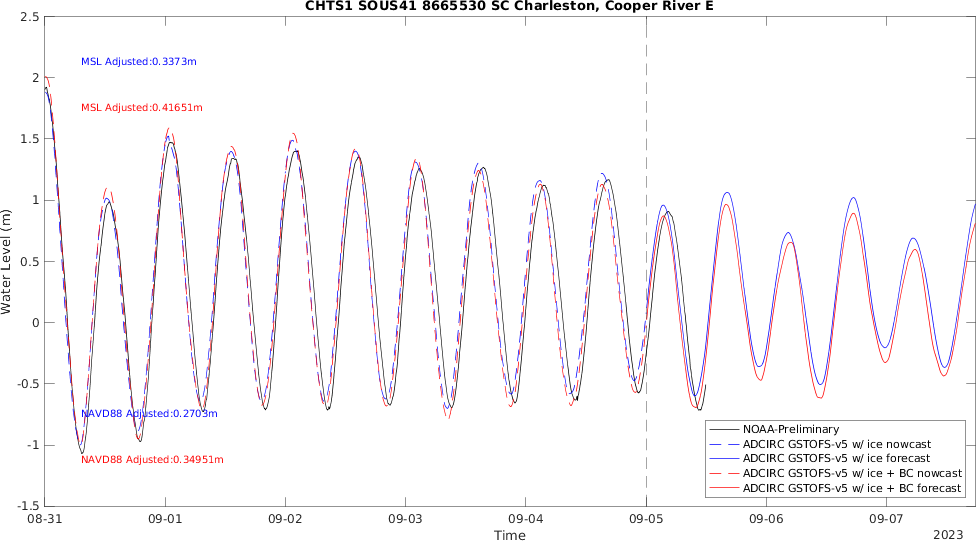 CHTS1 SOUS41 8665530 SC Charleston, Cooper River E
2.5
2
1.5
1
0.5
0
-0.5
-1
-1.5
Water Level (m)
MSL Adjusted:0.3373m
MSL Adjusted:0.41651m
NAVD88 Adjusted:0.2703m
NAVD88 Adjusted:0.34951m
NOAA-Preliminary
ADCIRC GSTOFS-v5 w/ ice nowcast
ADCIRC GSTOFS-v5 w/ ice forecast
ADCIRC GSTOFS-v5 w/ ice + BC nowcast
ADCIRC GSTOFS-v5 w/ ice + BC forecast
08-31 09-01 09-02 09-03 09-04 09-05 09-06 09-07
Time
2023